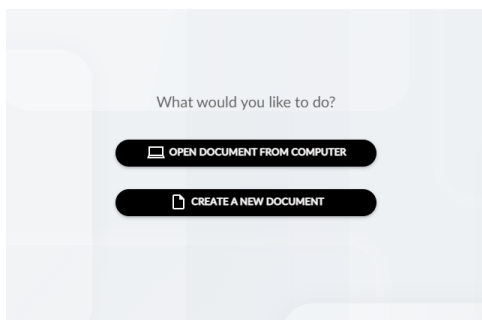 What would you like to do?
OPEN DOCUMENT FROM COMPUTER
CREATE A NEW DOCUMENT